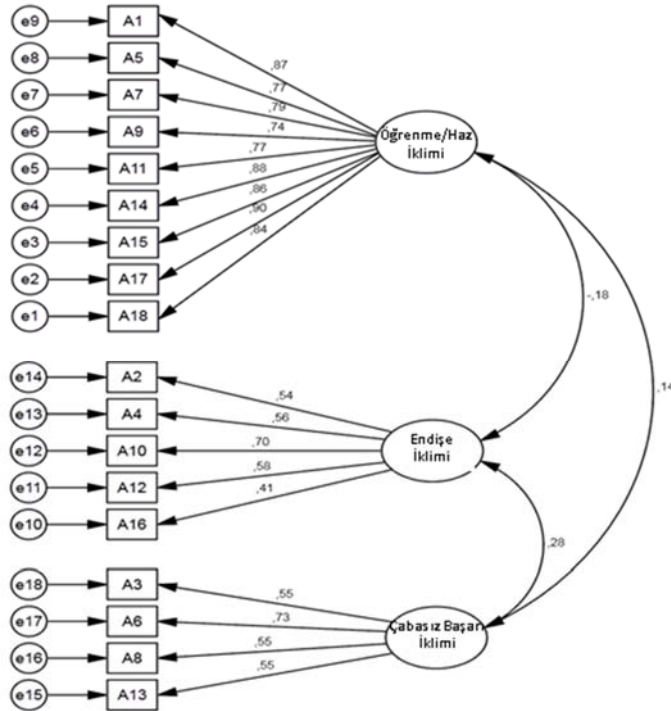 e9 A1
e8 A5
e7 A7
e6 A9
e5 A11
e4 A14
e3 A15
e2 A17
e1 A18
,87
,77
,79
,74
,77
,88
,86
,90
,84
Öğrenme/Haz
İklimi
-,18
,14
e14 A2
e13 A4
e12 A10
e11 A12
e10 A16
,54
,56
,70
,58
,41
Endişe
İklimi
,28
e18 A3
e17 A6
e16 A8
e15 A13
,55
,73
,55
,55
Çabasız Başarı
İklimi